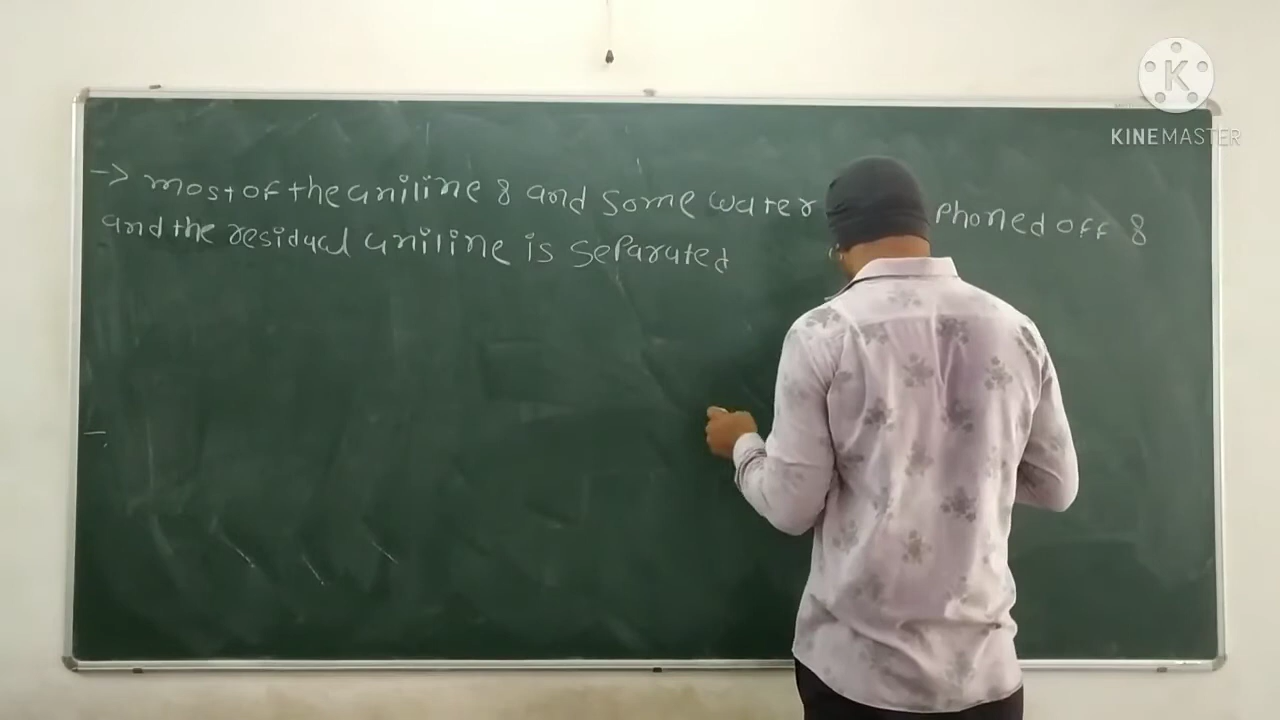 -> most of the aniline & and some water phoned off &
and the residual aniline is separated
KINEMASTER